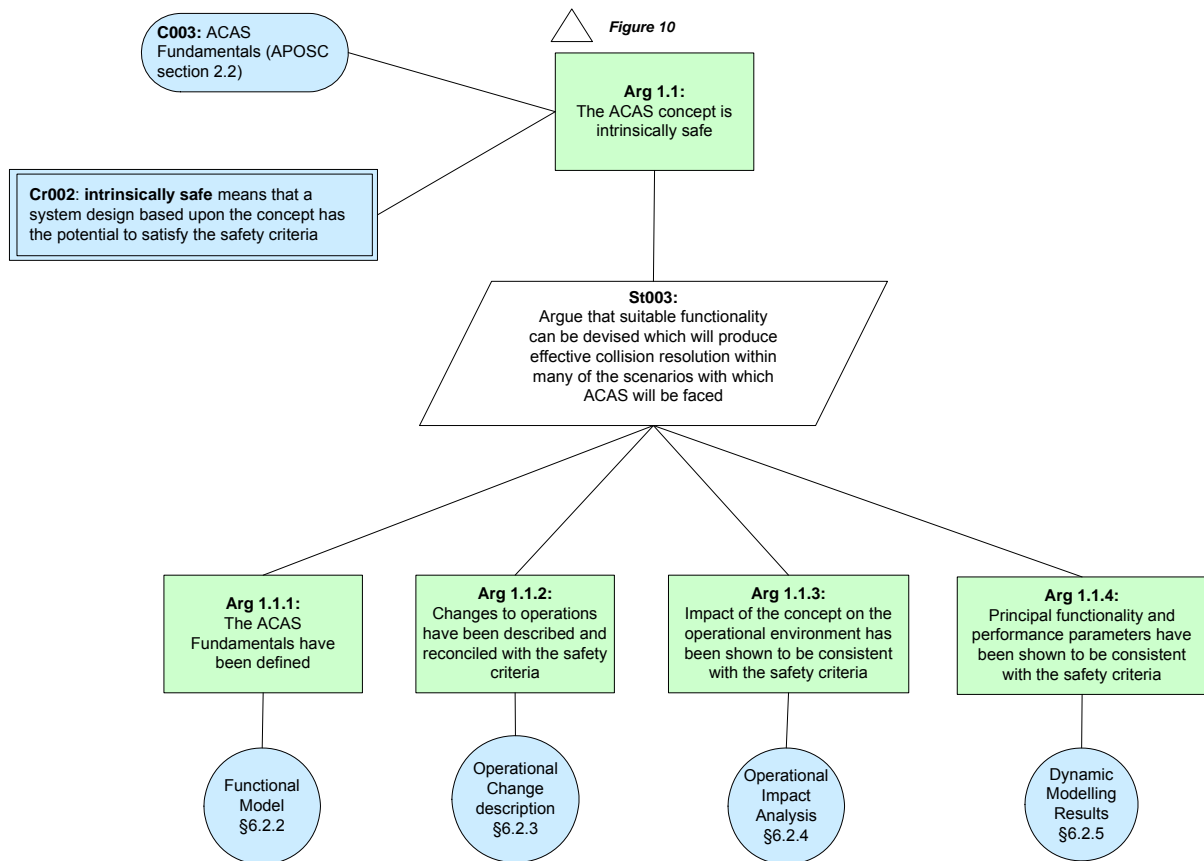 C003: ACAS
Fundamentals (APOSC
section 2.2)
Figure 10
Arg 1.1:
The ACAS concept is
intrinsically safe
Cr002: intrinsically safe means that a
system design based upon the concept has
the potential to satisfy the safety criteria
St003:
Argue that suitable functionality
can be devised which will produce
effective collision resolution within
many of the scenarios with which
ACAS will be faced
Arg 1.1.1:
The ACAS
Fundamentals have
been defined
Arg 1.1.2:
Changes to operations
have been described and
reconciled with the safety
criteria
Arg 1.1.3:
Impact of the concept on the
operational environment has
been shown to be consistent
with the safety criteria
Arg 1.1.4:
Principal functionality and
performance parameters have
been shown to be consistent
with the safety criteria
Functional
Model
§6.2.2
Operational
Change
description
§6.2.3
Operational
Impact
Analysis
§6.2.4
Dynamic
Modelling
Results
§6.2.5